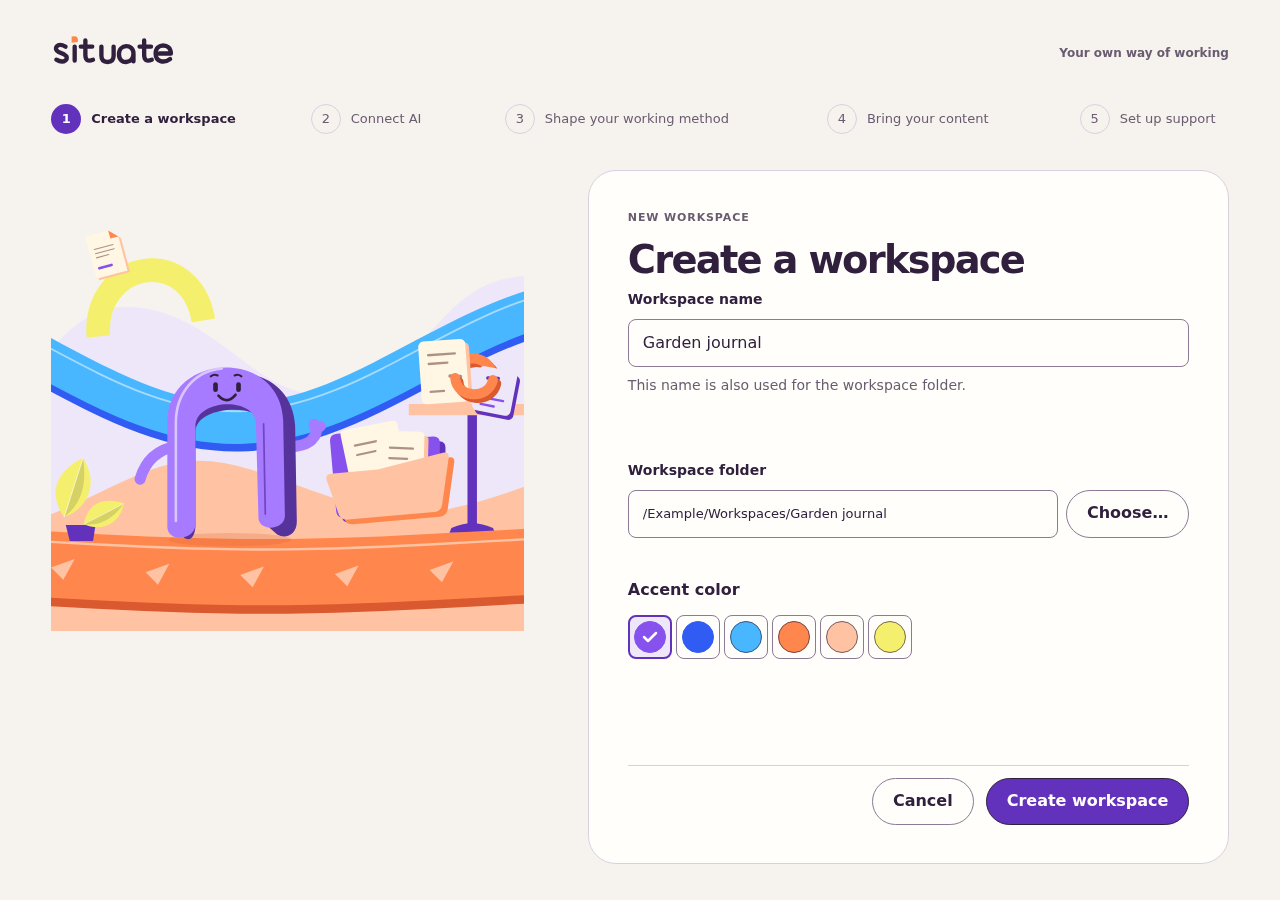 situate
Your own way of working
1 Create a workspace
2 Connect AI
3 Shape your working method
4 Bring your content
5 Set up support
NEW WORKSPACE
Create a workspace
Workspace name
Garden journal
This name is also used for the workspace folder.
Workspace folder
/Example/Workspaces/Garden journal
Choose...
Accent color
Cancel
Create workspace